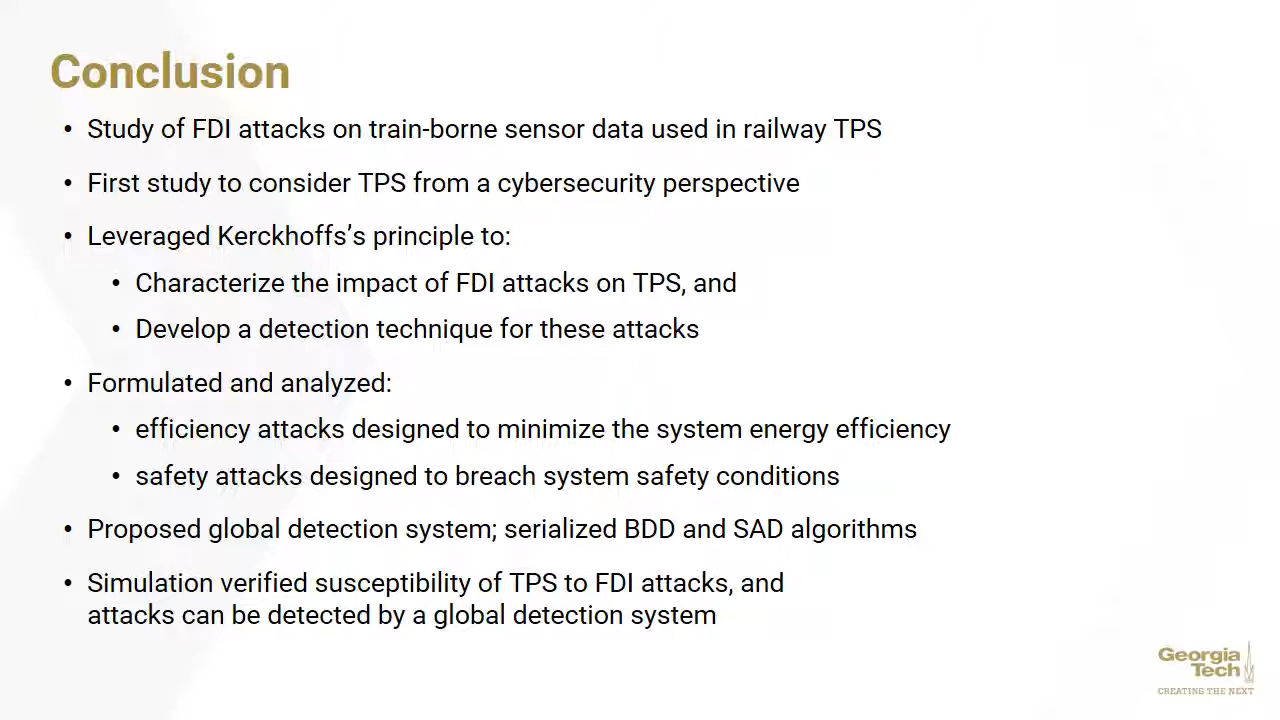 Conclusion
• Study of FDI attacks on train-borne sensor data used in railway TPS
• First study to consider TPS from a cybersecurity perspective
• Leveraged Kerckhoffs’s principle to:
• Characterize the impact of FDI attacks on TPS, and
• Develop a detection technique for these attacks
• Formulated and analyzed:
• efficiency attacks designed to minimize the system energy efficiency
• safety attacks designed to breach system safety conditions
• Proposed global detection system; serialized BDD and SAD algorithms
• Simulation verified susceptibility of TPS to FDI attacks, and
attacks can be detected by a global detection system
Georgia
Tech
CREATING THE NEXT